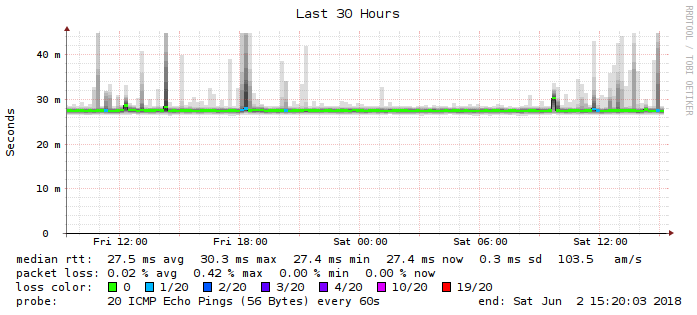 Last 30 Hours
RRDTOOL / TOBI OETIKER
Seconds
40 m
30 m
20 m
10 m
0
Fri 12:00 Fri 18:00 Sat 00:00 Sat 06:00 Sat 12:00
median rtt: 27.5 ms avg 30.3 ms max 27.4 ms min 27.4 ms now 0.3 ms sd 103.5 am/s
packet loss: 0.02 % avg 0.42 % max 0.00 % min 0.00 % now
loss color: 0 1/20 2/20 3/20 4/20 10/20 19/20
probe: 20 ICMP Echo Pings (56 Bytes) every 60s end: Sat Jun 2 15:20:03 2018